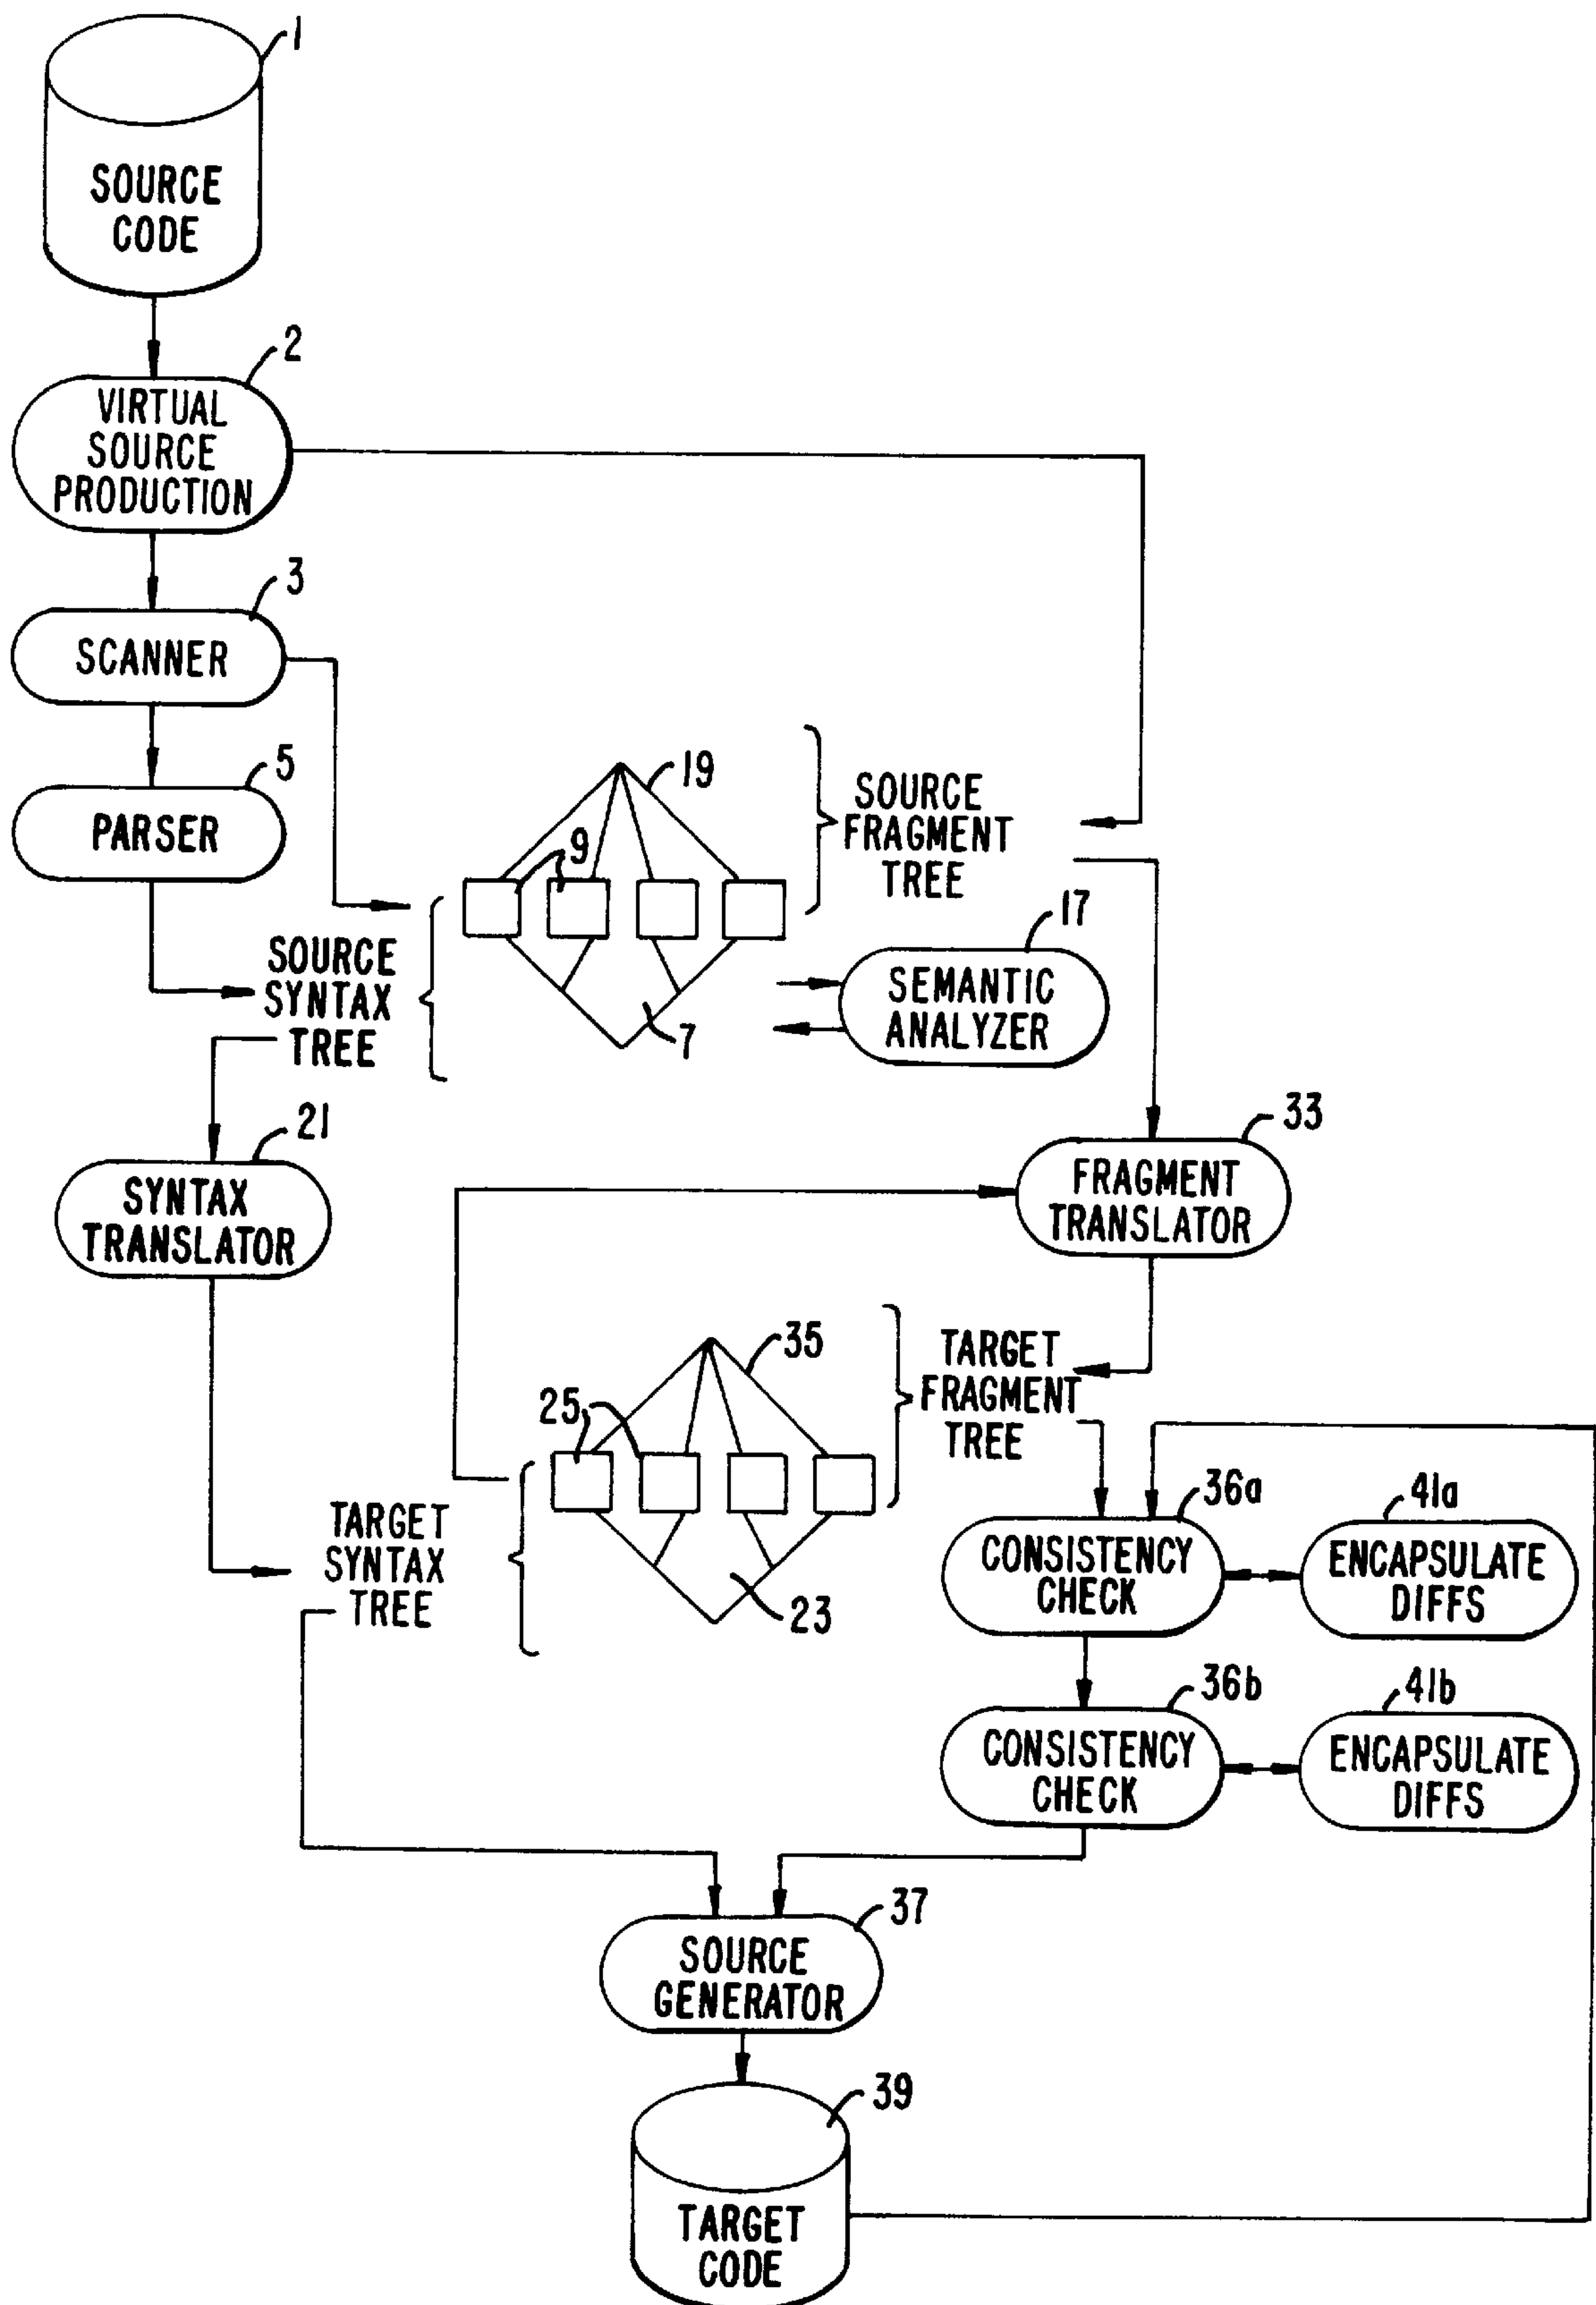 1
SOURCE
CODE
2
VIRTUAL
SOURCE
PRODUCTION
3
SCANNER
5
PARSER
19
9
SOURCE
FRAGMENT
TREE
SOURCE
SYNTAX
TREE
7
17
SEMANTIC
ANALYZER
21
SYNTAX
TRANSLATOR
33
FRAGMENT
TRANSLATOR
35
25
TARGET
FRAGMENT
TREE
TARGET
SYNTAX
TREE
23
36a
CONSISTENCY
CHECK
41a
ENCAPSULATE
DIFFS
36b
CONSISTENCY
CHECK
41b
ENCAPSULATE
DIFFS
37
SOURCE
GENERATOR
39
TARGET
CODE